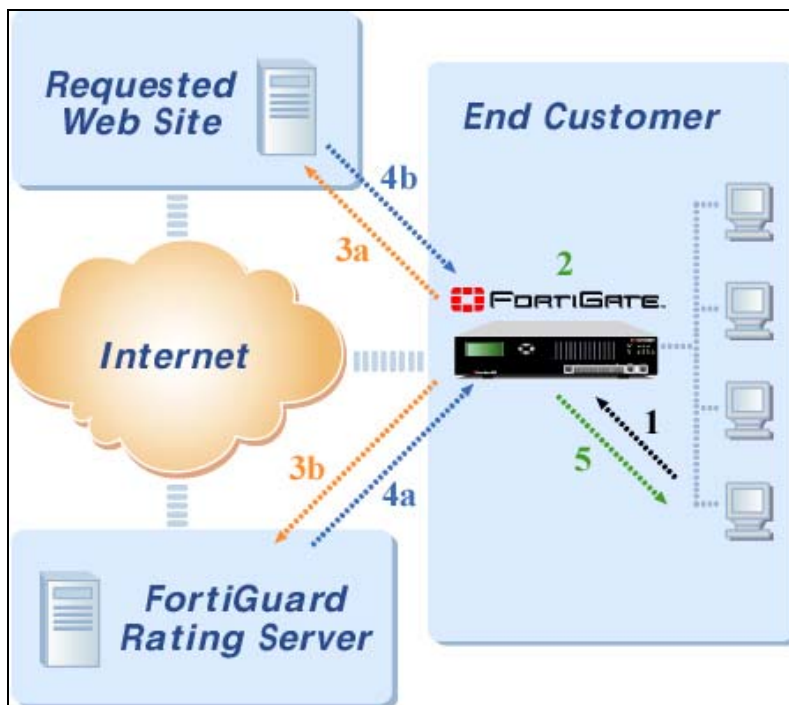 Requested
Web Site
End Customer
4b
3a
2
FORTIGATE
Internet
1
3b
5
4a
FortiGuard
Rating Server